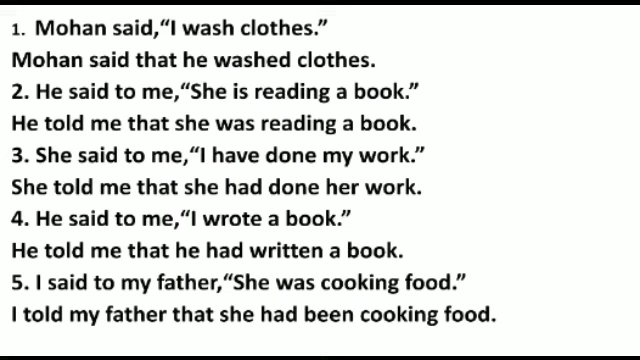 1. Mohan said,“I wash clothes.”
Mohan said that he washed clothes.
2. He said to me,“She is reading a book.”
He told me that she was reading a book.
3. She said to me,“I have done my work.”
She told me that she had done her work.
4. He said to me,“I wrote a book.”
He told me that he had written a book.
5. I said to my father,“She was cooking food.”
I told my father that she had been cooking food.